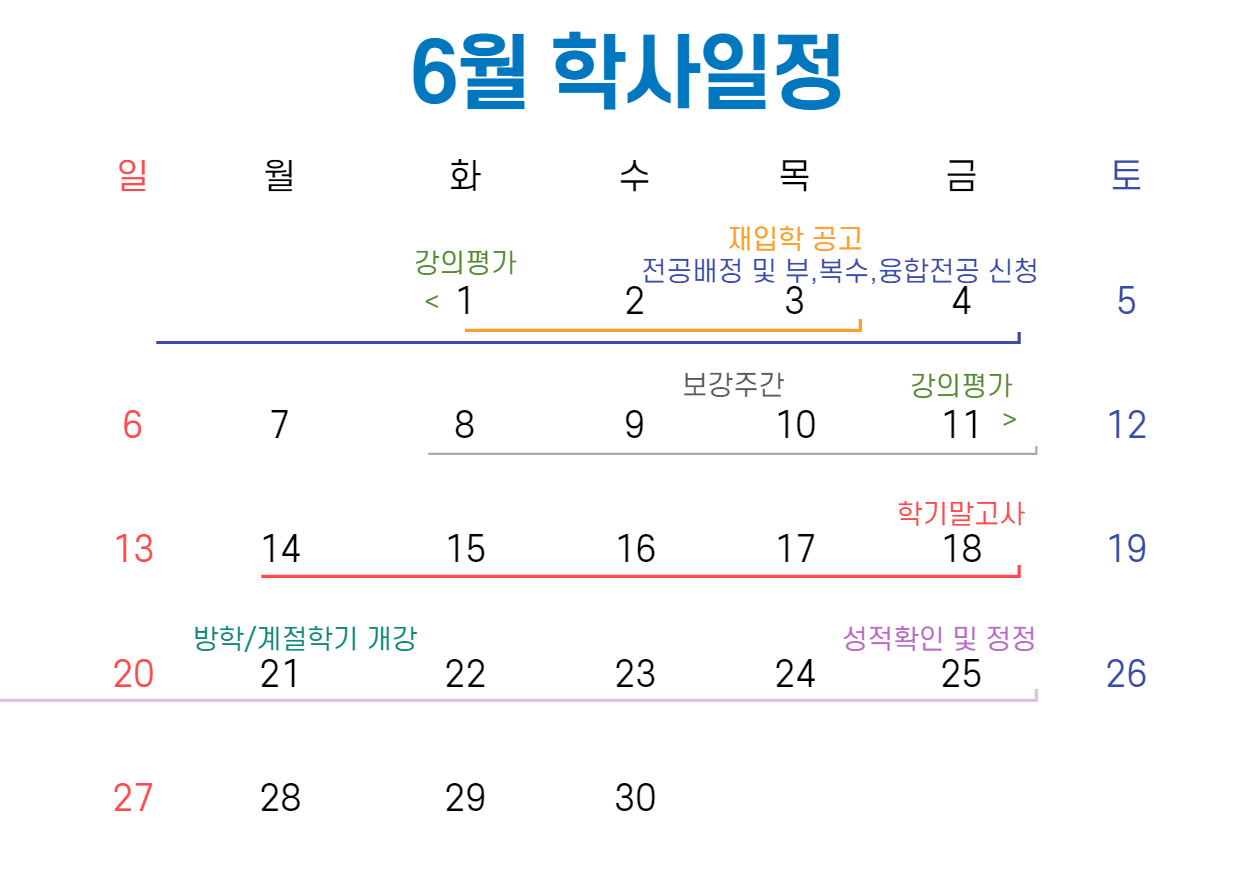 6월 학사일정
일 월 화 수 목 금 토
재입학 공고
강의평가
전공배정 및 부,복수,융합전공 신청
< 1 2 3 4 5
보강주간 강의평가
6 7 8 9 10 11 > 12
학기말고사
13 14 15 16 17 18 19
방학/계절학기 개강 성적확인 및 정정
20 21 22 23 24 25 26
27 28 29 30